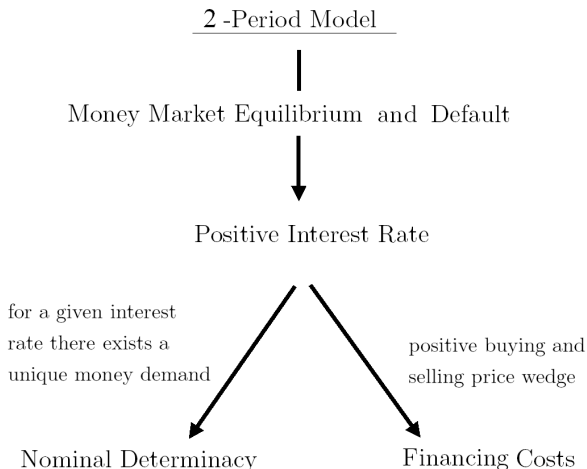 2 -Period Model
Money Market Equilibrium and Default
Positive Interest Rate
for a given interest
rate there exists a
unique money demand
positive buying and
selling price wedge
Nominal Determinacy
Financing Costs